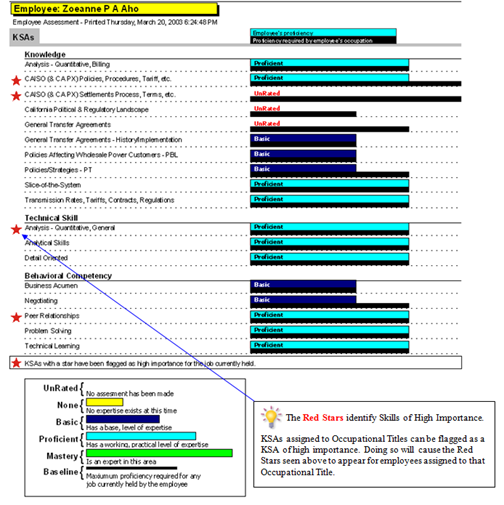 Employee: Zoeanne P A Aho
Employee Assessment - Printed Thursday, March 20, 2003 6:24:48 PM
KSAs
Employee's proficiency
Proficiency required by employee's occupation
Knowledge
Analysis - Quantitative, Billing
Proficient
CAISO (& CAPX) Policies, Procedures, Tariff, etc.
Proficient
CAISO (& CAPX) Settlements Process, Terms, etc.
UnRated
California Political & Regulatory Landscape
General Transfer Agreements
UnRated
General Transfer Agreements - History/Implementation
Basic
Policies Affecting Wholesale Power Customers - PBL
Basic
Policies/Strategies - PT
Basic
Slice-of-the-System
Proficient
Transmission Rates, Tariffs, Contracts, Regulations
Proficient
Technical Skill
Analysis - Quantitative, General
Proficient
Analytical Skills
Proficient
Detail Oriented
Proficient
Behavioral Competency
Business Acumen
Basic
Negotiating
Basic
Peer Relationships
Proficient
Problem Solving
Proficient
Technical Learning
Proficient
KSAs with a star have been flagged as high importance for the job currently held.
UnRated {
No assesment has been made
None {
No expertise exists at this time
Basic {
Has a base, level of expertise
Proficient {
Has a working, practical level of expertise
Mastery {
Is an expert in this area
Baseline {
Maxiumum proficiency required for any
job currently held by the employee
The Red Stars identify Skills of High Importance.
KSAs assigned to Occupational Titles can be flagged as a
KSA of high importance. Doing so will cause the Red
Stars seen above to appear for employees assigned to that
Occupational Title.